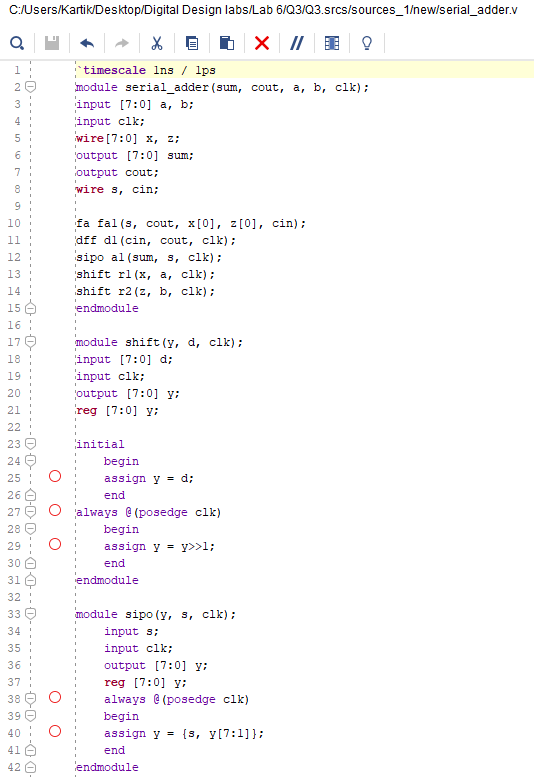 C:/Users/Kartik/Desktop/Digital Design labs/Lab 6/Q3/Q3.srcs/sources_1/new/serial_adder.v
//
1 `timescale 1ns / 1ps
2 module serial_adder(sum, cout, a, b, clk);
3 input [7:0] a, b;
4 input clk;
5 wire[7:0] x, z;
6 output [7:0] sum;
7 output cout;
8 wire s, cin;
9
10 fa fa1(s, cout, x[0], z[0], cin);
11 dff d1(cin, cout, clk);
12 sipo a1(sum, s, clk);
13 shift r1(x, a, clk);
14 shift r2(z, b, clk);
15 endmodule
16
17 module shift(y, d, clk);
18 input [7:0] d;
19 input clk;
20 output [7:0] y;
21 reg [7:0] y;
22
23 initial
24     begin
25     assign y = d;
26     end
27 always @(posedge clk)
28     begin
29     assign y = y>>1;
30     end
31 endmodule
32
33 module sipo(y, s, clk);
34     input s;
35     input clk;
36     output [7:0] y;
37     reg [7:0] y;
38     always @(posedge clk)
39     begin
40     assign y = {s, y[7:1]};
41     end
42 endmodule